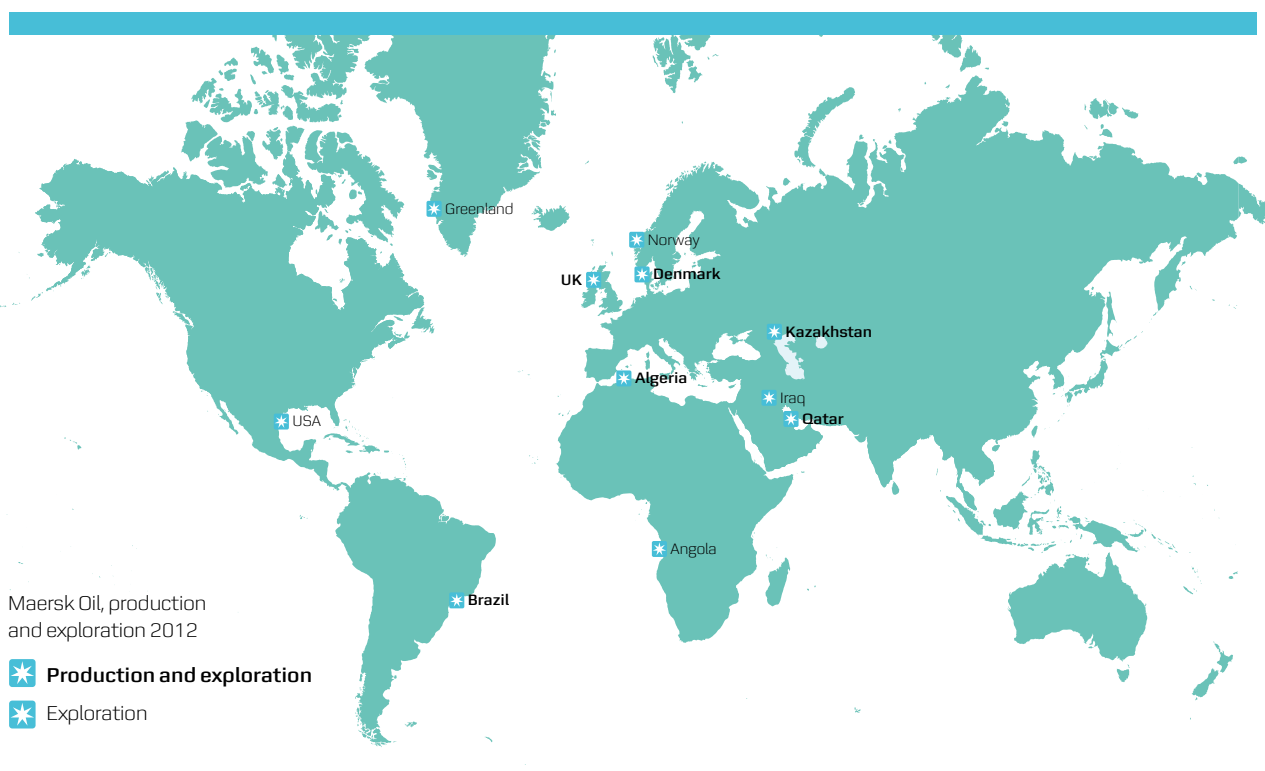 Greenland
Norway
UK
Denmark
Kazakhstan
Algeria
Iraq
USA
Qatar
Angola
Brazil
Maersk Oil, production
and exploration 2012
Production and exploration
Exploration